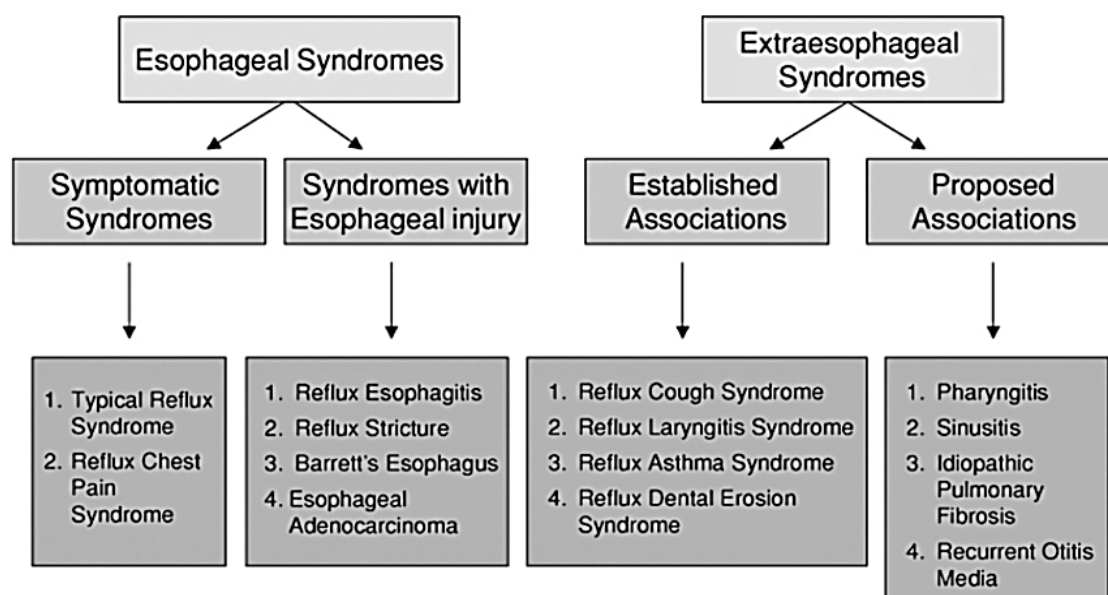 Esophageal Syndromes
Extraesophageal
Syndromes
Symptomatic
Syndromes
Syndromes with
Esophageal injury
Established
Associations
Proposed
Associations
1. Typical Reflux
Syndrome
2. Reflux Chest
Pain
Syndrome
1. Reflux Esophagitis
2. Reflux Stricture
3. Barrett's Esophagus
4. Esophageal
Adenocarcinoma
1. Reflux Cough Syndrome
2. Reflux Laryngitis Syndrome
3. Reflux Asthma Syndrome
4. Reflux Dental Erosion
Syndrome
1. Pharyngitis
2. Sinusitis
3. Idiopathic
Pulmonary
Fibrosis
4. Recurrent Otitis
Media